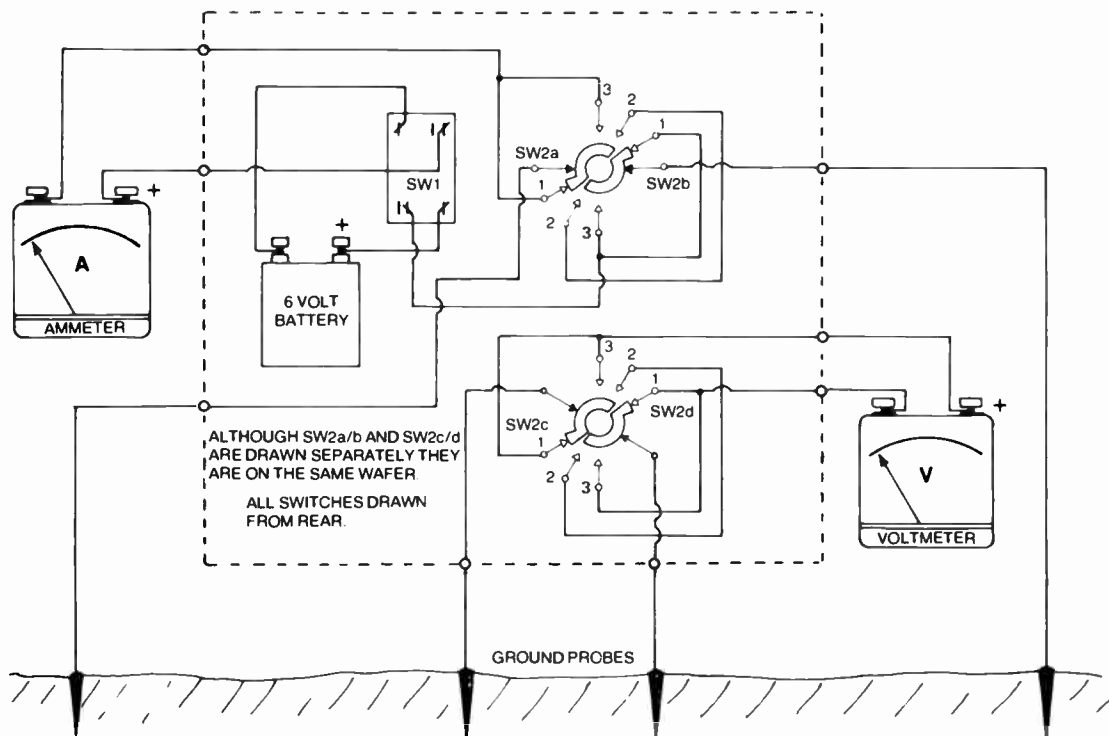 3
2
1
SW2a
SW1
SW2b
1
2
3
+
+
A
AMMETER
6 VOLT
BATTERY
3
2
1
SW2c
SW2d
1
2
3
+
ALTHOUGH SW2a/b AND SW2c/d
ARE DRAWN SEPARATELY THEY
ARE ON THE SAME WAFER.
ALL SWITCHES DRAWN
FROM REAR.
V
VOLTMETER
GROUND PROBES